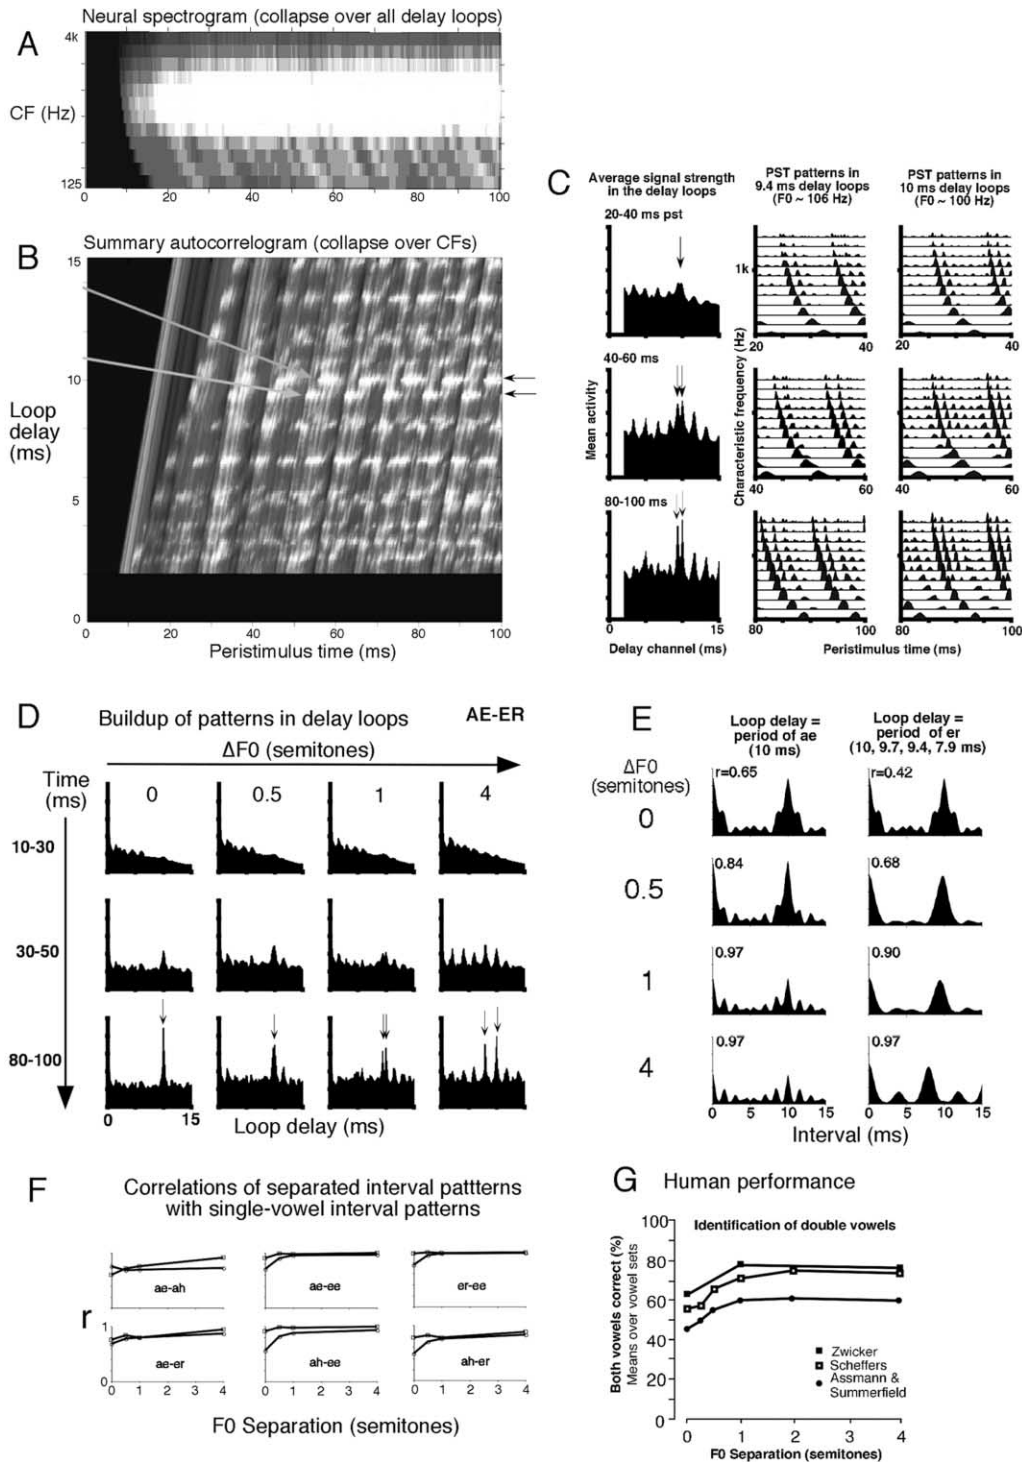 A
Neural spectrogram (collapse over all delay loops)
4k
CF (Hz)
125
0 20 40 60 80 100
B
Summary autocorrelogram (collapse over CFs)
15
10
Loop
delay
(ms)
5
0
0 20 40 60 80 100
Peristimulus time (ms)
C
Average signal strength
in the delay loops
PST patterns in
9.4 ms delay loops
(F0 ~ 106 Hz)
PST patterns in
10 ms delay loops
(F0 ~ 100 Hz)
20-40 ms pst
1k
20 40
20 40
40-60 ms
Mean activity
Characteristic frequency (Hz)
40 60
40 60
80-100 ms
0 15
80 100
80 100
Delay channel (ms)
Peristimulus time (ms)
D
Buildup of patterns in delay loops
AE-ER
ΔF0 (semitones)
Time
(ms)
0 0.5 1 4
10-30
30-50
80-100
0 15
Loop delay (ms)
E
Loop delay =
period of ae
(10 ms)
Loop delay =
period of er
(10, 9.7, 9.4, 7.9 ms)
ΔF0
(semitones)
0
r=0.65
r=0.42
0.5
0.84
0.68
1
0.97
0.90
4
0.97
0.97
0 5 10 15
0 5 10 15
Interval (ms)
F
Correlations of separated interval pattterns
with single-vowel interval patterns
ae-ah
ae-ee
er-ee
r
1
0
ae-er
ah-ee
ah-er
0 1 2 3 4
0 1 2 3 4
0 1 2 3 4
F0 Separation (semitones)
G
Human performance
Identification of double vowels
Both vowels correct (%)
Means over vowel sets
100
80
60
40
20
0
Zwicker
Scheffers
Assmann &
Summerfield
0 1 2 3 4
F0 Separation (semitones)